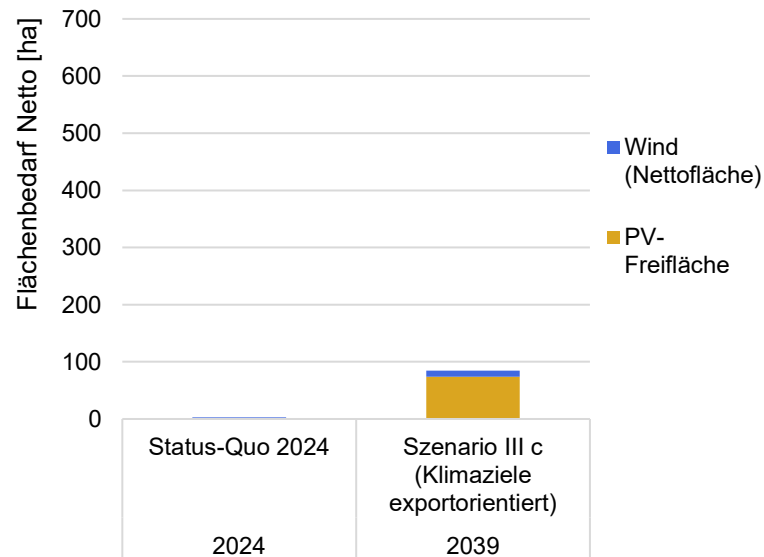 Flächenbedarf Netto [ha]
700
600
500
400
300
200
100
0
Status-Quo 2024
Szenario III c
(Klimaziele
exportorientiert)
2024
2039
Wind
(Nettofläche)
PV-
Freifläche